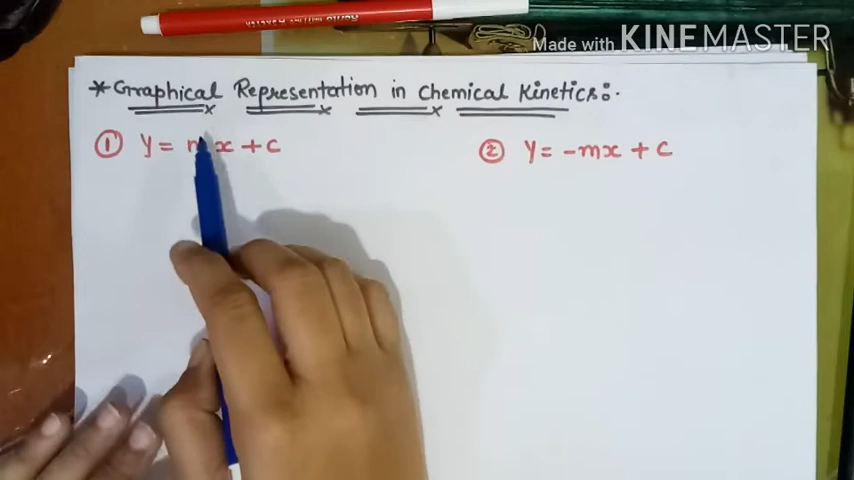 Made with KINEMASTER
* Graphical Representation in Chemical Kinetics:
① y = mx + c
② y = -mx + c